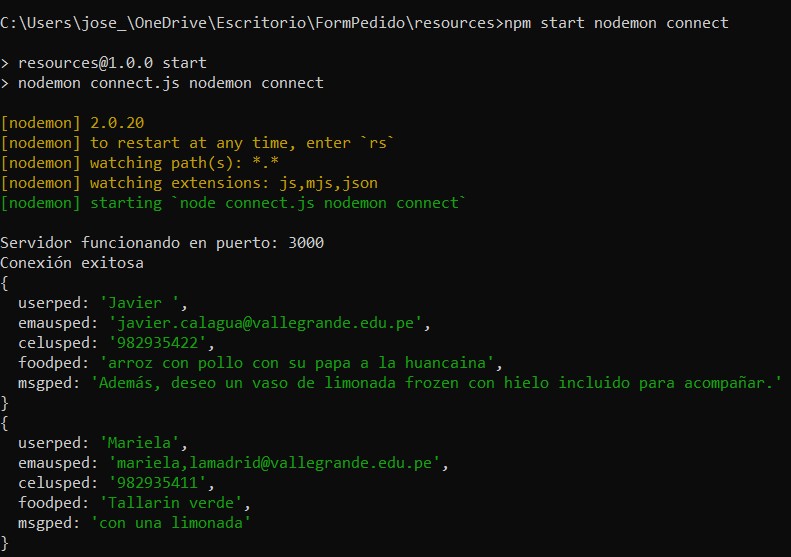 C:\Users\jose_\OneDrive\Escritorio\FormPedido\resources>npm start nodemon connect
> resources@1.0.0 start
> nodemon connect.js nodemon connect
[nodemon] 2.0.20
[nodemon] to restart at any time, enter `rs`
[nodemon] watching path(s): *.*
[nodemon] watching extensions: js,mjs,json
[nodemon] starting `node connect.js nodemon connect`
Servidor funcionando en puerto: 3000
Conexión exitosa
{
  userped: 'Javier ',
  emausped: 'javier.calagua@vallegrande.edu.pe',
  celusped: '982935422',
  foodped: 'arroz con pollo con su papa a la huancaina',
  msgped: 'Además, deseo un vaso de limonada frozen con hielo incluido para acompañar.'
}
{
  userped: 'Mariela',
  emausped: 'mariela,lamadrid@vallegrande.edu.pe',
  celusped: '982935411',
  foodped: 'Tallarin verde',
  msgped: 'con una limonada'
}